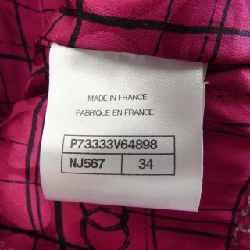 MADE IN FRANCE
FABRIQUE EN FRANCE
P73333V64898
NJ567 34